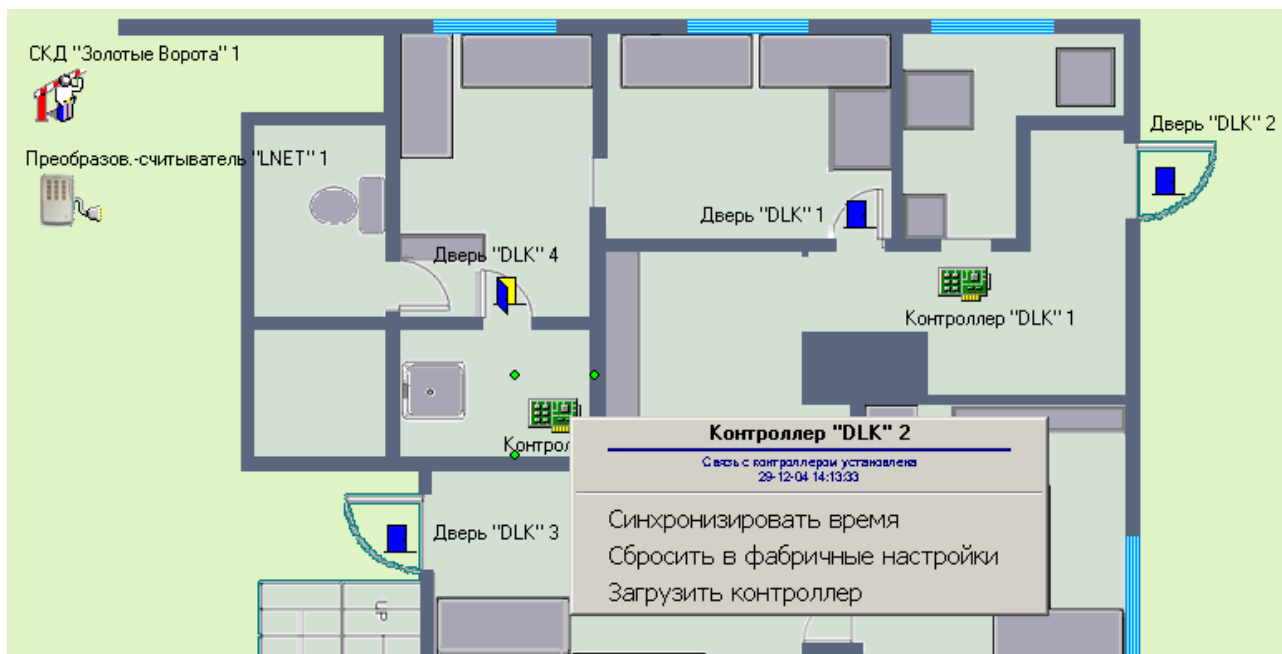 СКД "Золотые Ворота" 1
Преобразов.-считыватель "LNET" 1
Дверь "DLK" 2
Дверь "DLK" 1
Дверь "DLK" 4
Контроллер "DLK" 1
Контрол
Контроллер "DLK" 2
Связь с контроллером установлена
29-12-04 14:13:33
Дверь "DLK" 3
Синхронизировать время
Сбросить в фабричные настройки
Загрузить контроллер
UP